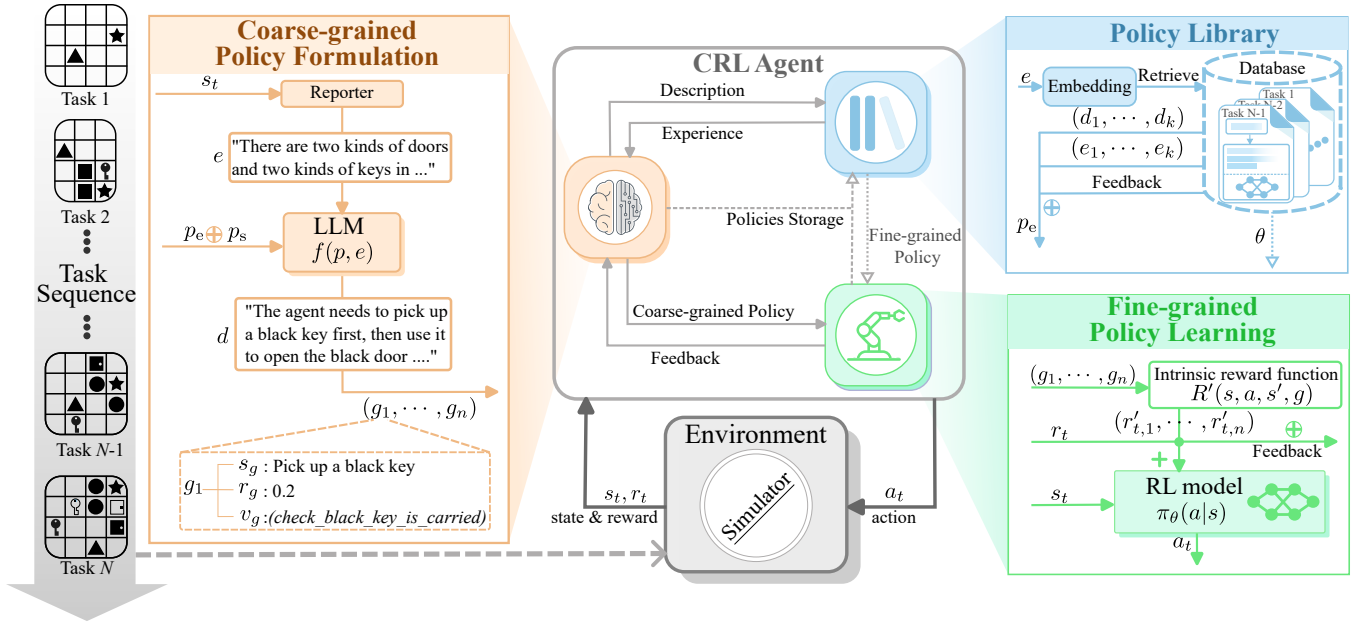 Task 1
Task 2
Task
Sequence
Task N-1
Task N
Coarse-grained
Policy Formulation
s_t
Reporter
e
"There are two kinds of doors
and two kinds of keys in ..."
p_e ⊕ p_s
LLM
f(p, e)
d
"The agent needs to pick up
a black key first, then use it
to open the black door ...."
(g_1, ⋯, g_n)
g_1
s_g : Pick up a black key
r_g : 0.2
v_g :(check_black_key_is_carried)
CRL Agent
Description
Experience
Policies Storage
Fine-grained
Policy
Coarse-grained Policy
Feedback
Environment
Simulator
s_t, r_t
state & reward
a_t
action
Policy Library
e
Embedding
Retrieve
Database
Task 1
Task N-2
Task N-1
(d_1, ⋯, d_k)
(e_1, ⋯, e_k)
Feedback
⊕
p_e
θ
Fine-grained
Policy Learning
(g_1, ⋯, g_n)
Intrinsic reward function
R′(s, a, s′, g)
(r′_{t,1}, ⋯, r′_{t,n})
r_t
⊕
Feedback
+
s_t
RL model
π_θ(a|s)
a_t